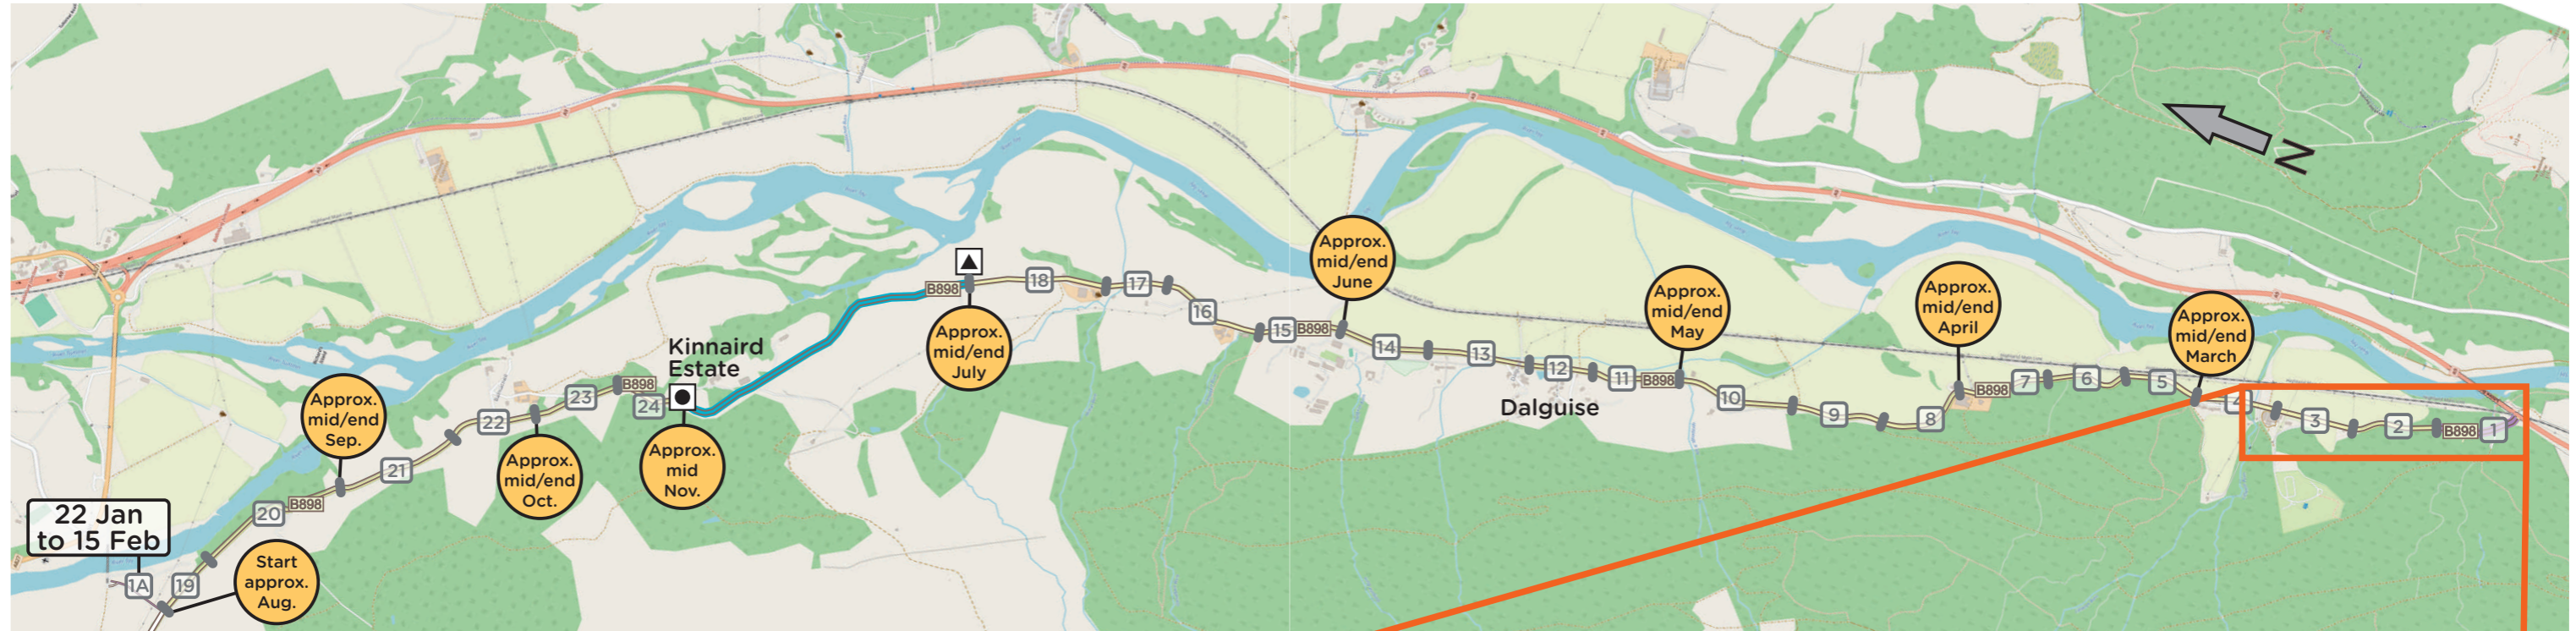 N
Approx.
mid/end
June
Approx.
mid/end
May
Approx.
mid/end
April
Approx.
mid/end
March
Approx.
mid/end
July
Kinnaird
Estate
Approx.
mid/end
Sep.
Approx.
mid/end
Oct.
Approx.
mid
Nov.
Start
approx.
Aug.
22 Jan
to 15 Feb
Dalguise
1A
19
20
B898
21
22
23
B898
24
B898
18
17
16
15
B898
14
13
12
11
B898
10
9
8
B898
7
6
5
4
3
2
B898
1